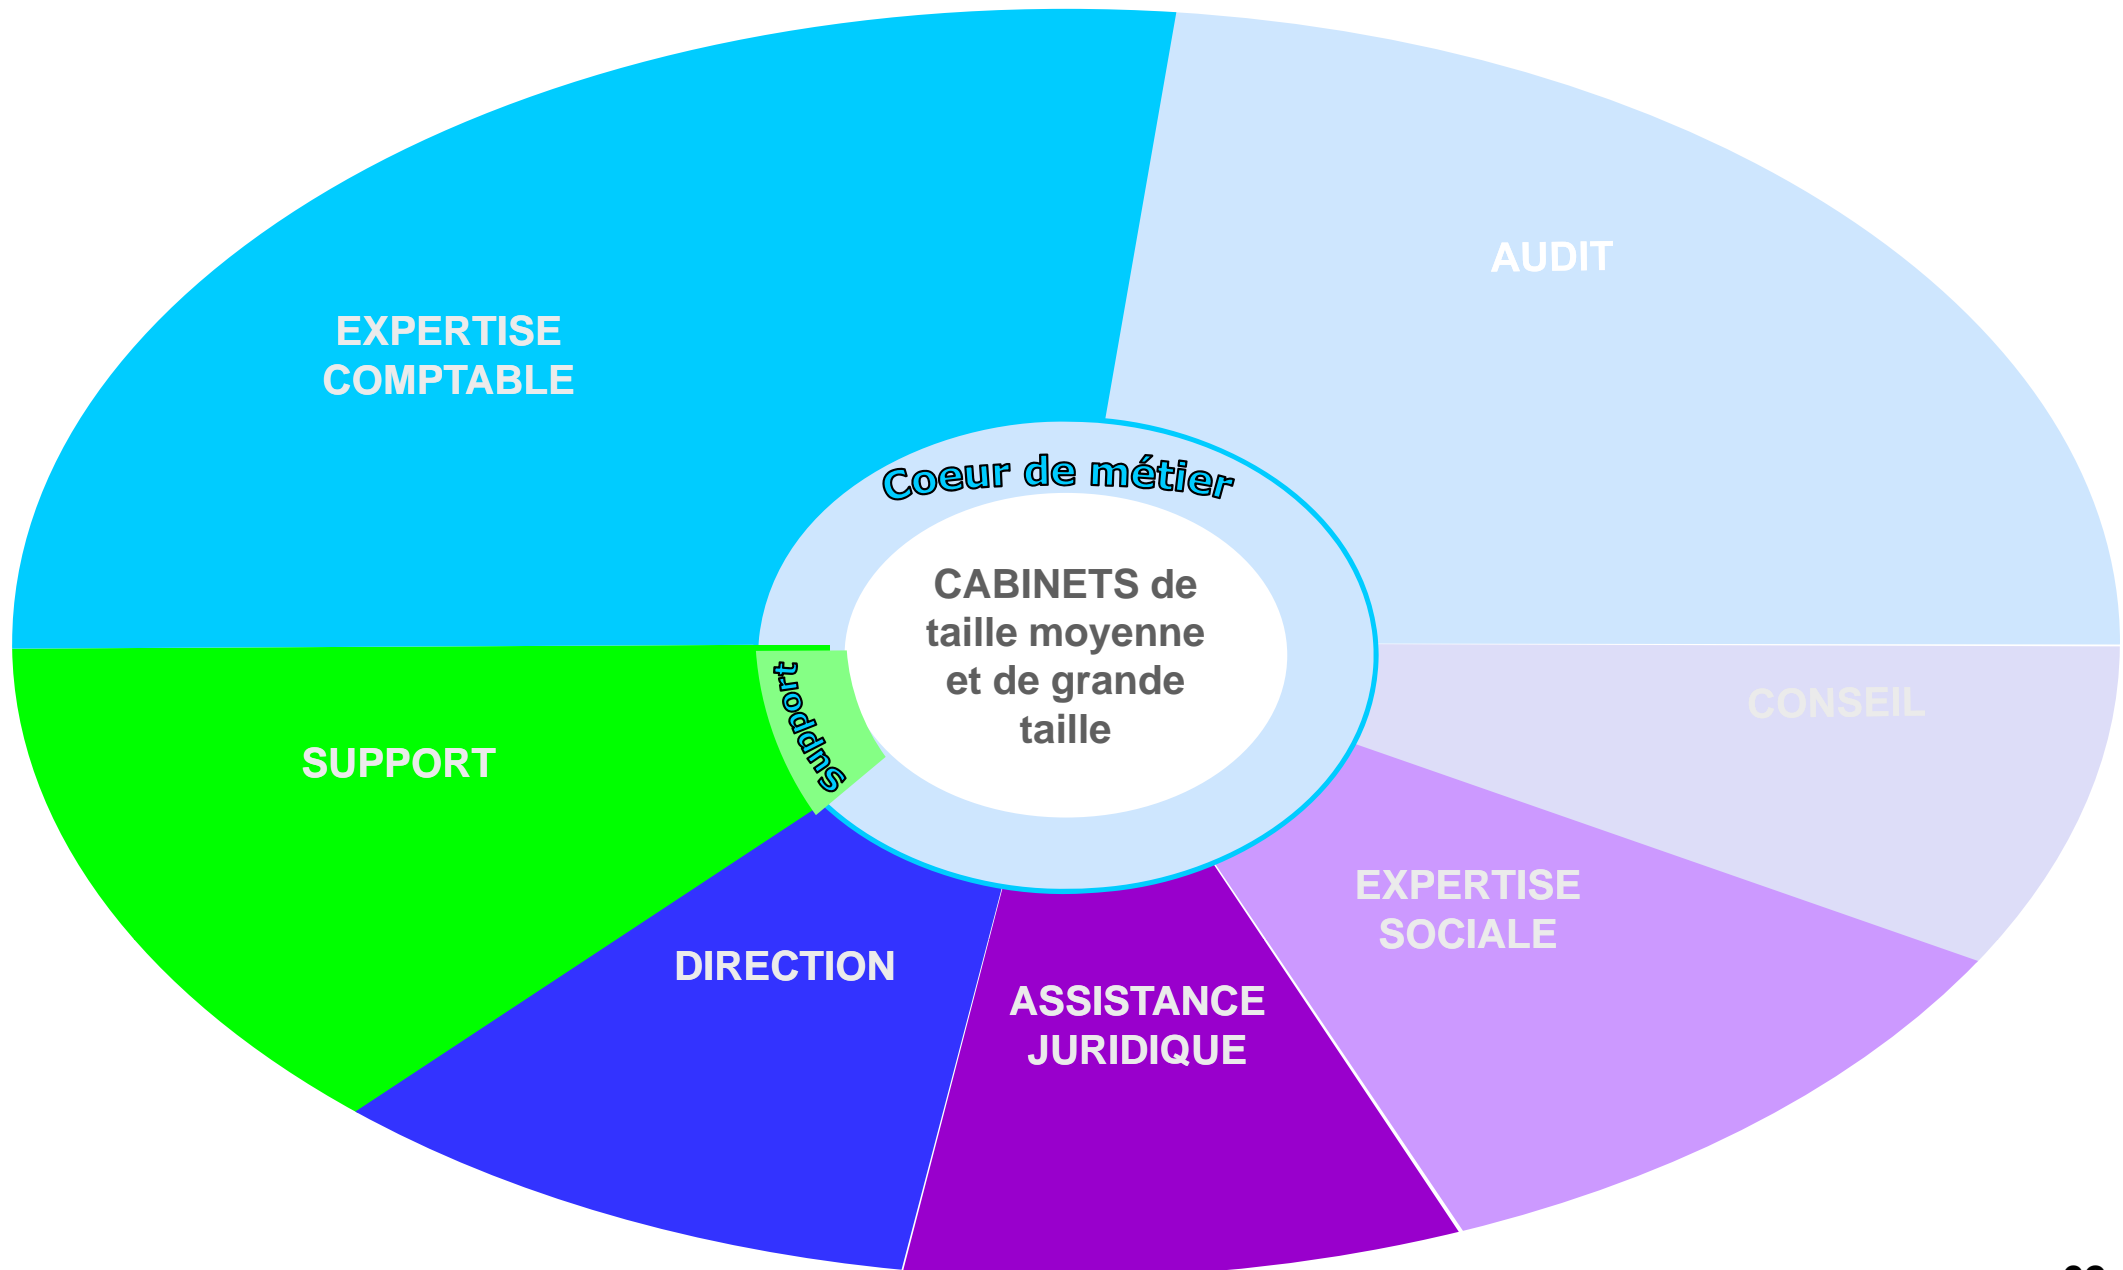 AUDIT
EXPERTISE
COMPTABLE
Coeur de métier
CABINETS de
taille moyenne
et de grande
taille
Support
CONSEIL
SUPPORT
EXPERTISE
SOCIALE
DIRECTION
ASSISTANCE
JURIDIQUE